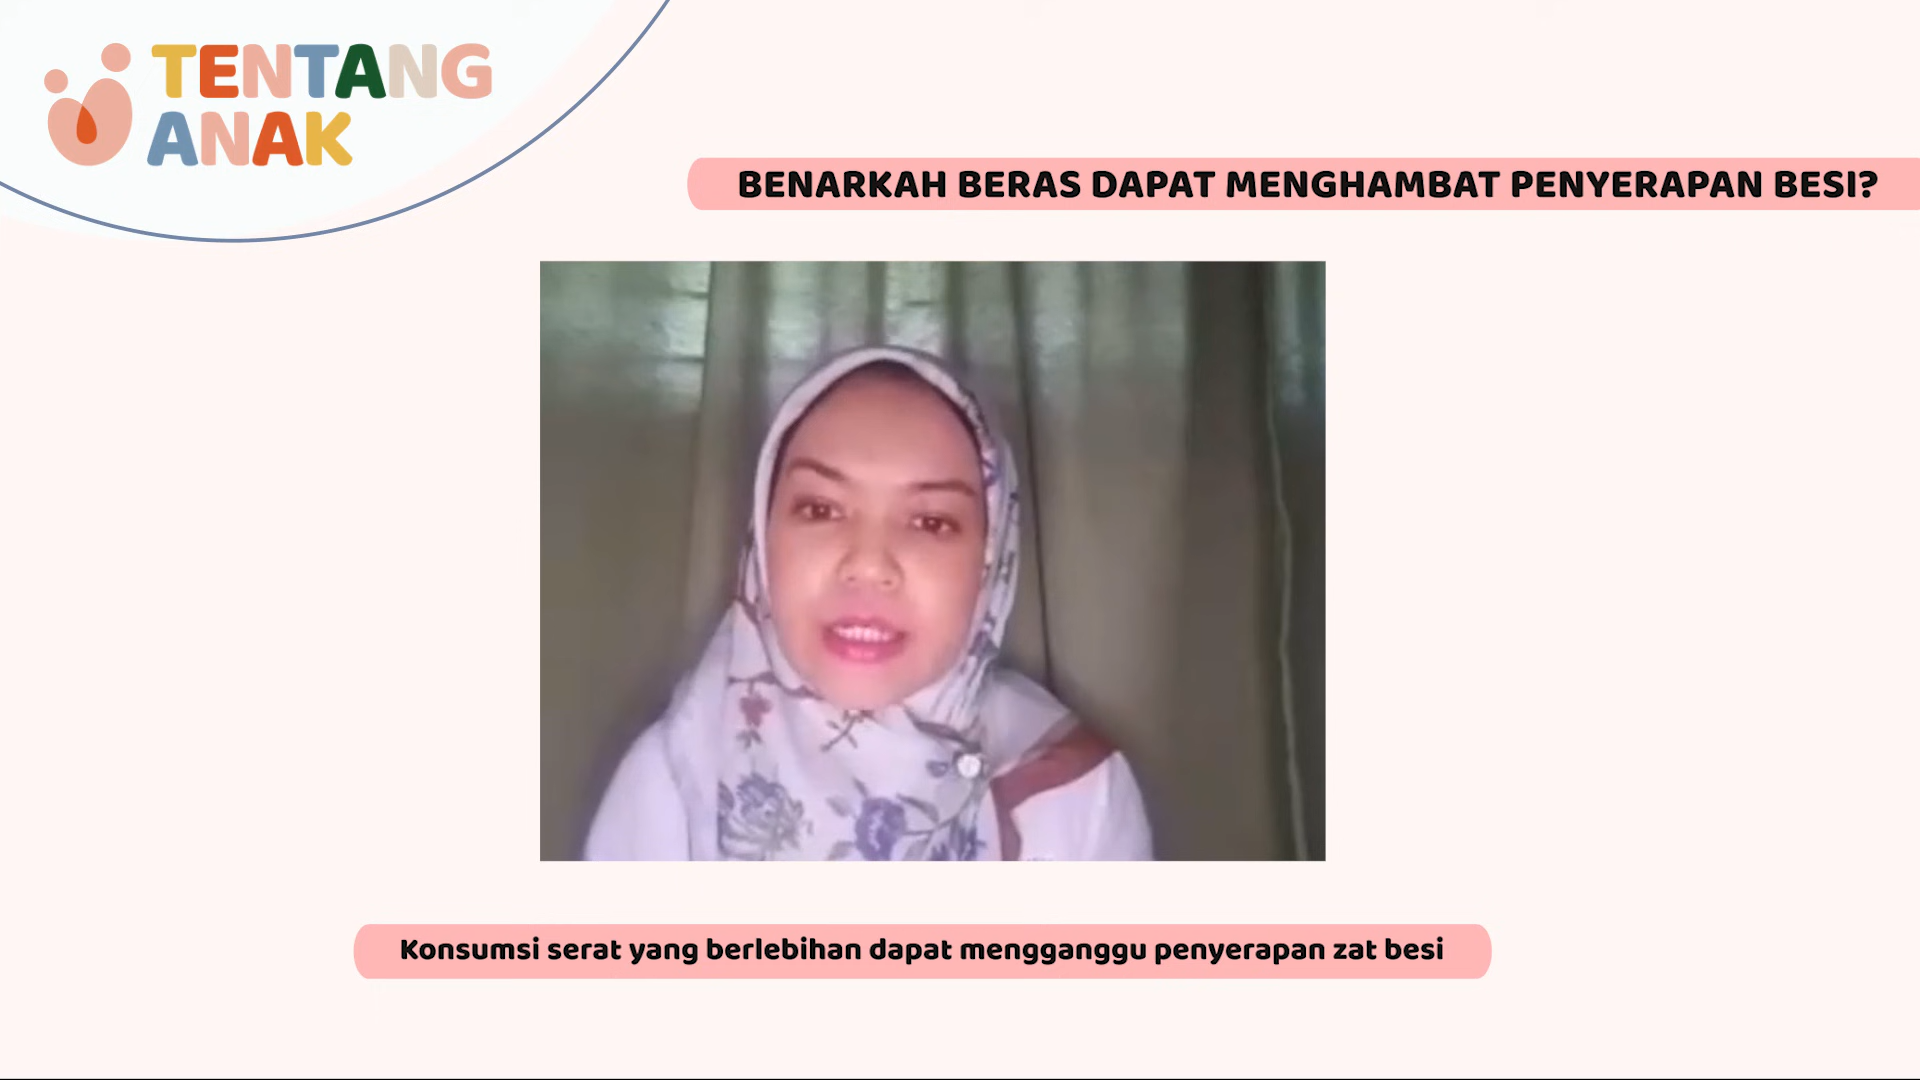 TENTANG
ANAK
BENARKAH BERAS DAPAT MENGHAMBAT PENYERAPAN BESI?
Konsumsi serat yang berlebihan dapat mengganggu penyerapan zat besi